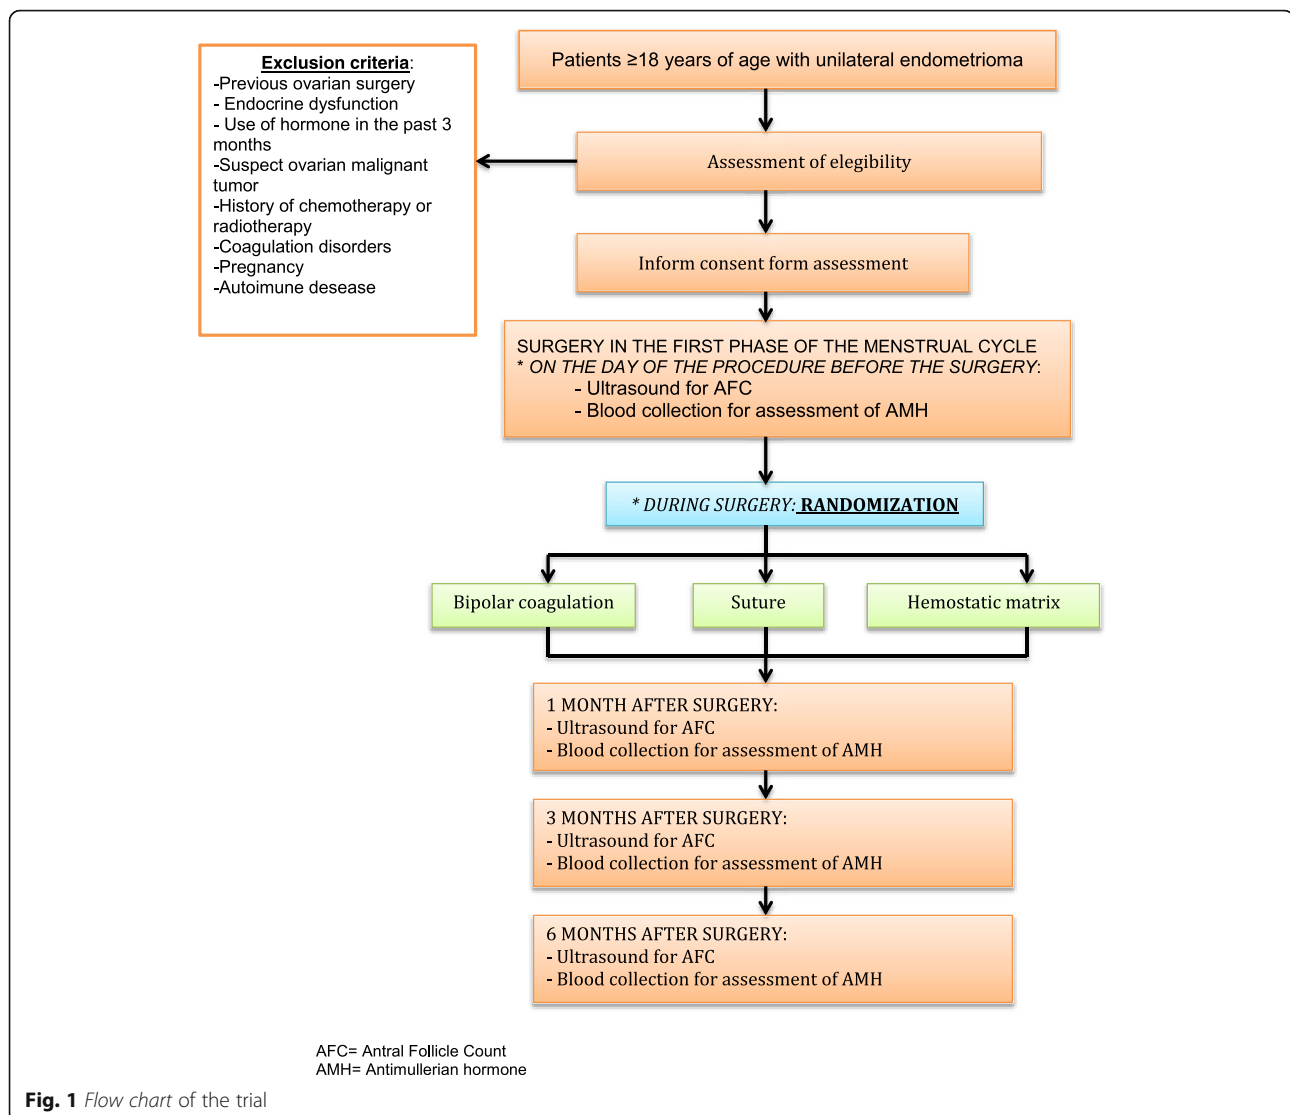 Patients ≥18 years of age with unilateral endometrioma
Exclusion criteria:
-Previous ovarian surgery
- Endocrine dysfunction
- Use of hormone in the past 3
months
-Suspect ovarian malignant
tumor
-History of chemotherapy or
radiotherapy
-Coagulation disorders
-Pregnancy
-Autoimune desease
Assessment of elegibility
Inform consent form assessment
SURGERY IN THE FIRST PHASE OF THE MENSTRUAL CYCLE
* ON THE DAY OF THE PROCEDURE BEFORE THE SURGERY:
- Ultrasound for AFC
- Blood collection for assessment of AMH
* DURING SURGERY: RANDOMIZATION
Bipolar coagulation
Suture
Hemostatic matrix
1 MONTH AFTER SURGERY:
- Ultrasound for AFC
- Blood collection for assessment of AMH
3 MONTHS AFTER SURGERY:
- Ultrasound for AFC
- Blood collection for assessment of AMH
6 MONTHS AFTER SURGERY:
- Ultrasound for AFC
- Blood collection for assessment of AMH
AFC= Antral Follicle Count
AMH= Antimullerian hormone
Fig. 1 Flow chart of the trial